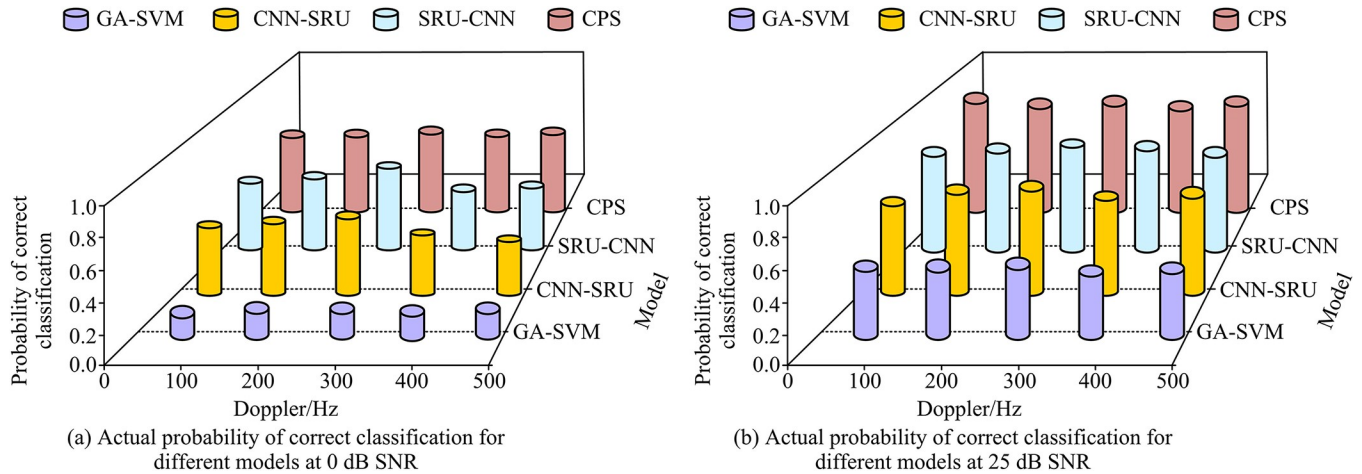 GA-SVM CNN-SRU SRU-CNN CPS
1.0
0.8
0.6
0.4
0.2
0.0
Probability of correct
classification
0 100 200 300 400 500
Doppler/Hz
CPS
SRU-CNN
CNN-SRU
GA-SVM
Model
(a) Actual probability of correct classification for
different models at 0 dB SNR
GA-SVM CNN-SRU SRU-CNN CPS
1.0
0.8
0.6
0.4
0.2
0.0
Probability of correct
classification
0 100 200 300 400 500
Doppler/Hz
CPS
SRU-CNN
CNN-SRU
GA-SVM
Model
(b) Actual probability of correct classification for
different models at 25 dB SNR